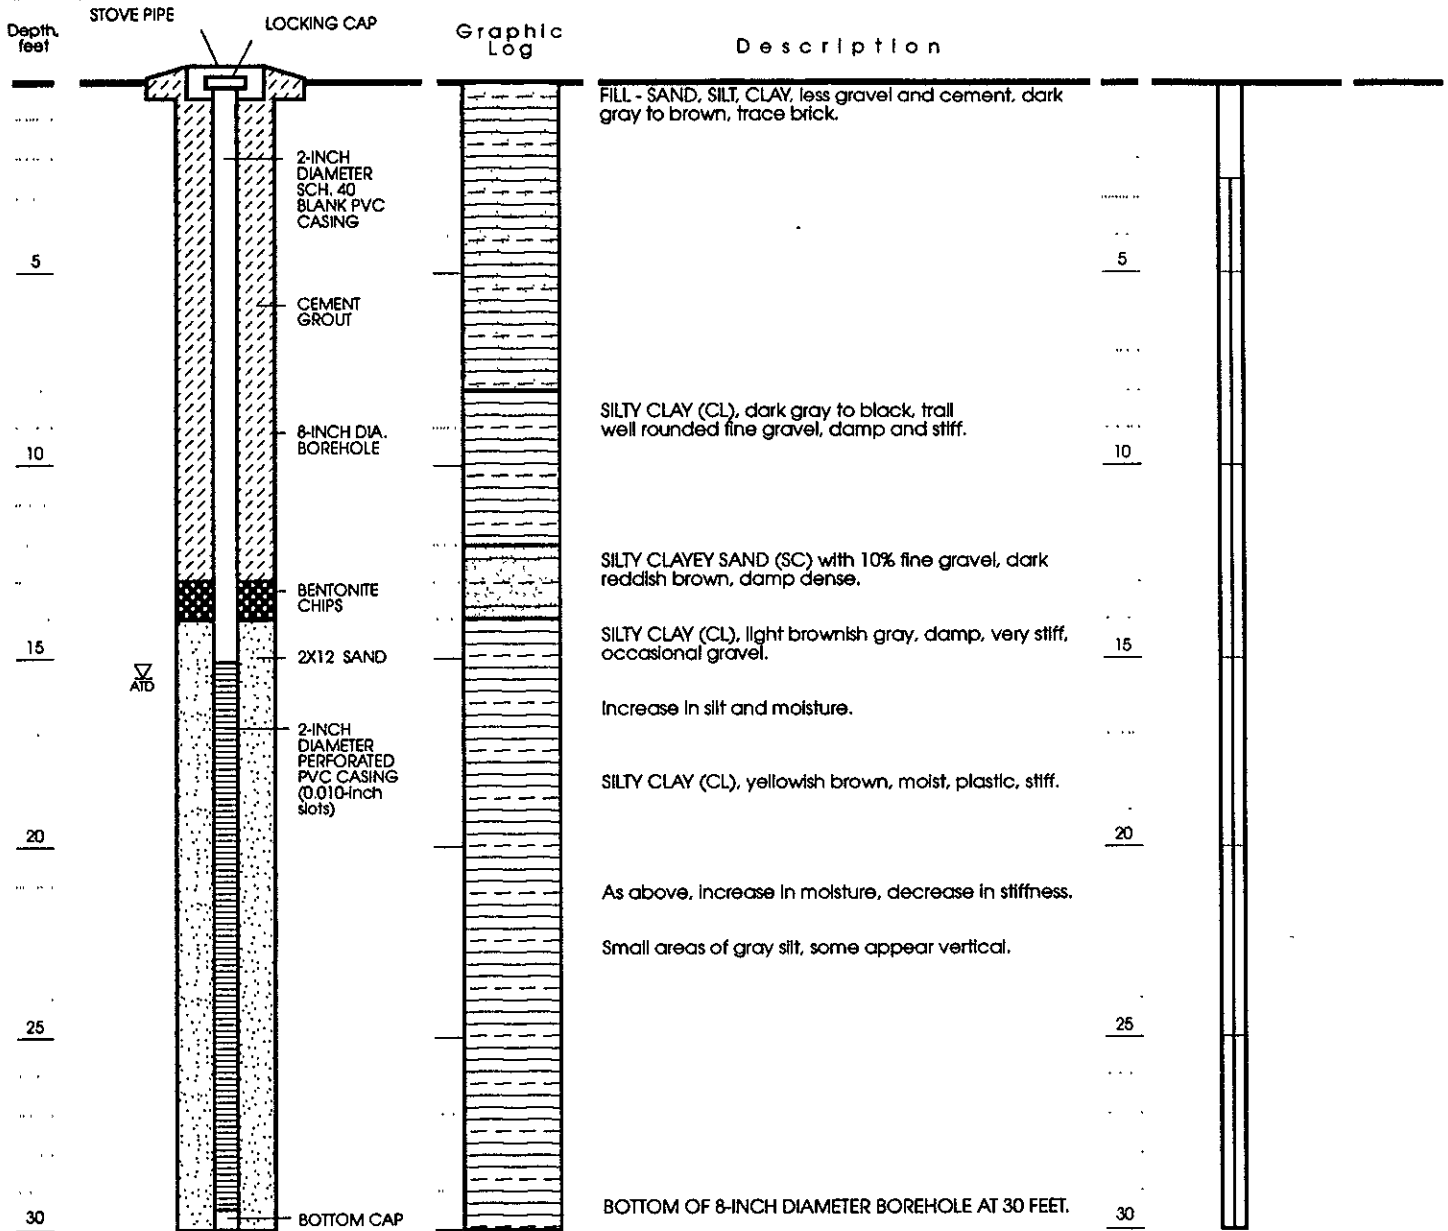 Depth, feet
STOVE PIPE
LOCKING CAP
Graphic Log
Description
FILL - SAND, SILT, CLAY, less gravel and cement, dark
gray to brown, trace brick.
2-INCH
DIAMETER
SCH. 40
BLANK PVC
CASING
5
5
CEMENT
GROUT
SILTY CLAY (CL), dark gray to black, trall
well rounded fine gravel, damp and stiff.
8-INCH DIA.
BOREHOLE
10
10
SILTY CLAYEY SAND (SC) with 10% fine gravel, dark
reddish brown, damp dense.
BENTONITE
CHIPS
SILTY CLAY (CL), light brownish gray, damp, very stiff,
occasional gravel.
15
2X12 SAND
15
ATD
Increase in silt and moisture.
2-INCH
DIAMETER
PERFORATED
PVC CASING
(0.010-inch
slots)
SILTY CLAY (CL), yellowish brown, moist, plastic, stiff.
20
20
As above, increase in moisture, decrease in stiffness.
Small areas of gray silt, some appear vertical.
25
25
BOTTOM OF 8-INCH DIAMETER BOREHOLE AT 30 FEET.
30
BOTTOM CAP
30